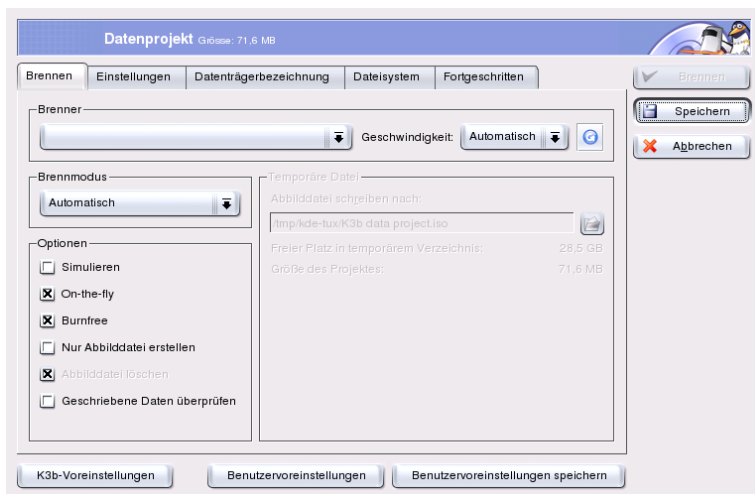 Datenprojekt Grösse: 71,6 MB
Brennen
Einstellungen
Datenträgerbezeichnung
Dateisystem
Fortgeschritten
Brenner
Geschwindigkeit:
Automatisch
Brennmodus
Automatisch
Optionen
Simulieren
On-the-fly
Burnfree
Nur Abbilddatei erstellen
Abbilddatei löschen
Geschriebene Daten überprüfen
Temporäre Datei
Abbilddatei schreiben nach:
/tmp/kde-tux/K3b data project.iso
Freier Platz in temporärem Verzeichnis: 28,5 GB
Größe des Projektes: 71,6 MB
Brennen
Speichern
Abbrechen
K3b-Voreinstellungen
Benutzervoreinstellungen
Benutzervoreinstellungen speichern